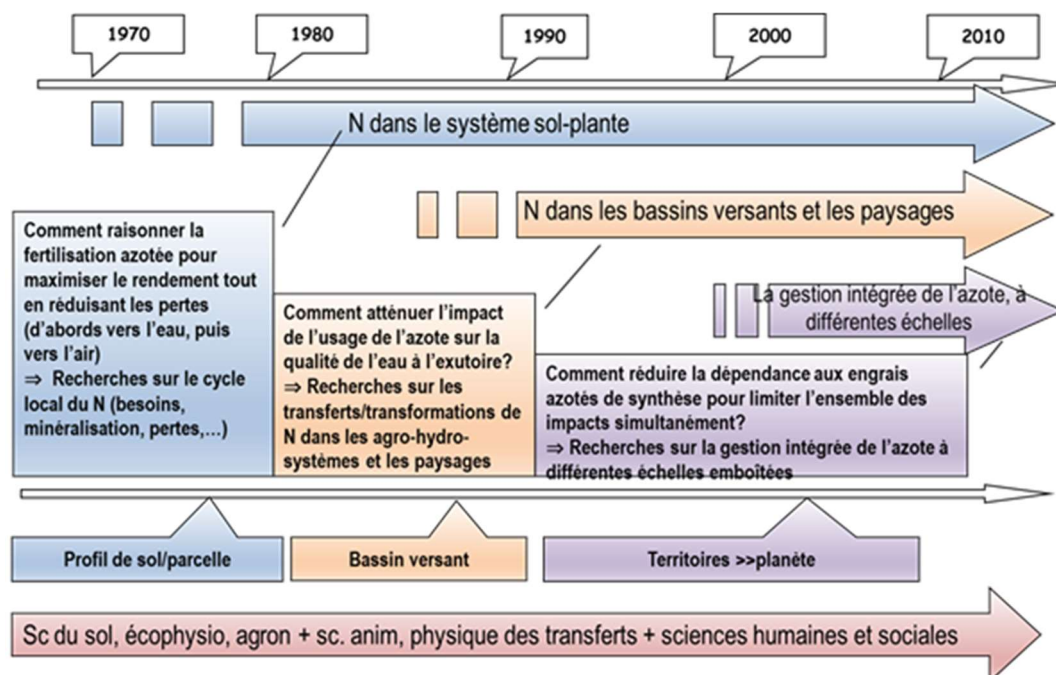 1970
1980
1990
2000
2010
N dans le système sol-plante
N dans les bassins versants et les paysages
La gestion intégrée de l'azote, à
différentes échelles
Comment raisonner la
fertilisation azotée pour
maximiser le rendement tout
en réduisant les pertes
(d'abords vers l'eau, puis
vers l'air)
⇒ Recherches sur le cycle
local du N (besoins,
minéralisation, pertes,…)
Comment atténuer l'impact
de l'usage de l'azote sur la
qualité de l'eau à l'exutoire?
⇒ Recherches sur les
transferts/transformations de
N dans les agro-hydro-
systèmes et les paysages
Comment réduire la dépendance aux engrais
azotés de synthèse pour limiter l'ensemble des
impacts simultanément?
⇒ Recherches sur la gestion intégrée de l'azote à
différentes échelles emboîtées
Profil de sol/parcelle
Bassin versant
Territoires >>planète
Sc du sol, écophysio, agron + sc. anim, physique des transferts + sciences humaines et sociales